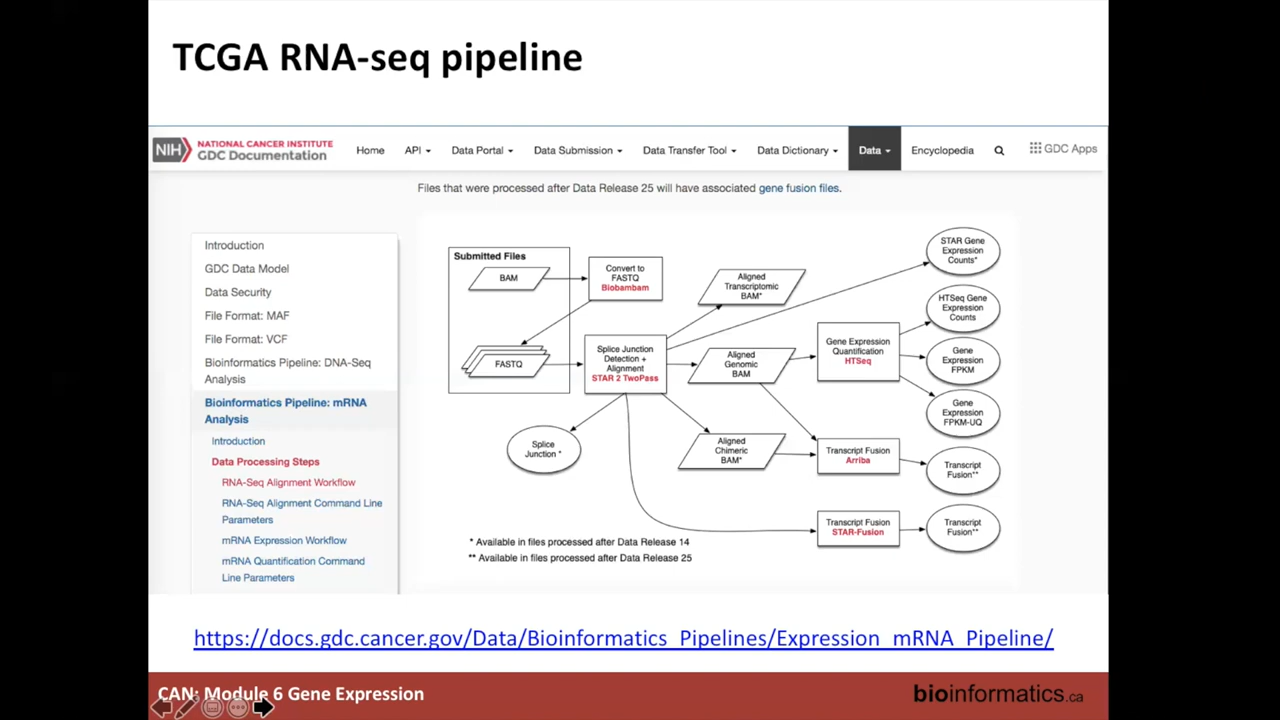 TCGA RNA-seq pipeline
NIH
NATIONAL CANCER INSTITUTE
GDC Documentation
Home
API
Data Portal
Data Submission
Data Transfer Tool
Data Dictionary
Data
Encyclopedia
GDC Apps
Files that were processed after Data Release 25 will have associated gene fusion files.
Introduction
GDC Data Model
Data Security
File Format: MAF
File Format: VCF
Bioinformatics Pipeline: DNA-Seq
Analysis
Bioinformatics Pipeline: mRNA
Analysis
Introduction
Data Processing Steps
RNA-Seq Alignment Workflow
RNA-Seq Alignment Command Line
Parameters
mRNA Expression Workflow
mRNA Quantification Command
Line Parameters
Submitted Files
BAM
FASTQ
Convert to
FASTQ
Biobambam
Splice Junction
Detection +
Alignment
STAR 2 TwoPass
Splice
Junction *
Aligned
Transcriptomic
BAM*
Aligned
Genomic
BAM
Aligned
Chimeric
BAM*
Gene Expression
Quantification
HTSeq
Transcript Fusion
Arriba
Transcript Fusion
STAR-Fusion
STAR Gene
Expression
Counts*
HTSeq Gene
Expression
Counts
Gene
Expression
FPKM
Gene
Expression
FPKM-UQ
Transcript
Fusion**
Transcript
Fusion**
* Available in files processed after Data Release 14
** Available in files processed after Data Release 25
https://docs.gdc.cancer.gov/Data/Bioinformatics_Pipelines/Expression_mRNA_Pipeline/
CAN: Module 6 Gene Expression
bioinformatics.ca